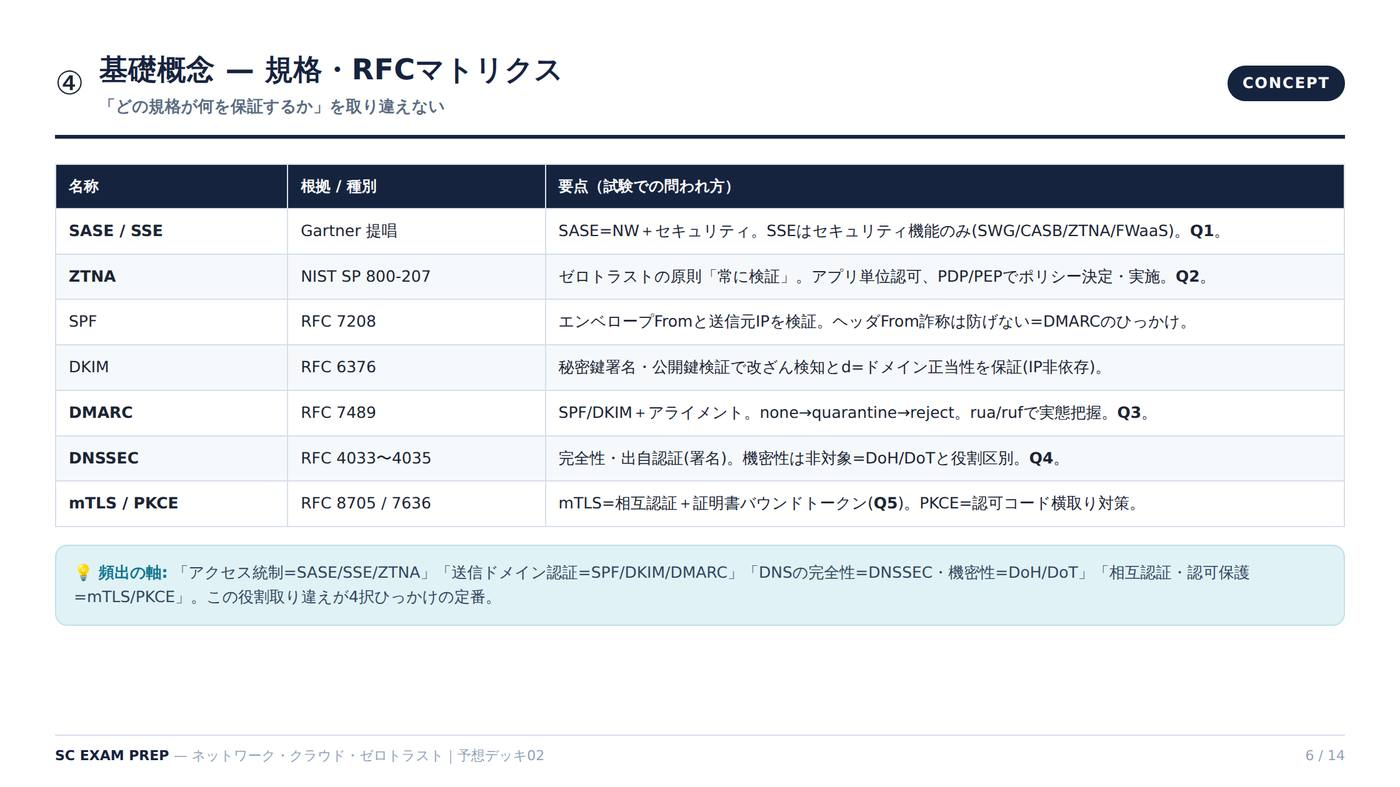 ④ 基礎概念 — 規格・RFCマトリクス
「どの規格が何を保証するか」を取り違えない
CONCEPT
名称 根拠 / 種別 要点（試験での問われ方）
SASE / SSE Gartner 提唱 SASE=NW＋セキュリティ。SSEはセキュリティ機能のみ(SWG/CASB/ZTNA/FWaaS)。Q1。
ZTNA NIST SP 800-207 ゼロトラストの原則「常に検証」。アプリ単位認可、PDP/PEPでポリシー決定・実施。Q2。
SPF RFC 7208 エンベロープFromと送信元IPを検証。ヘッダFrom詐称は防げない=DMARCのひっかけ。
DKIM RFC 6376 秘密鍵署名・公開鍵検証で改ざん検知とd=ドメイン正当性を保証(IP非依存)。
DMARC RFC 7489 SPF/DKIM＋アライメント。none→quarantine→reject。rua/rufで実態把握。Q3。
DNSSEC RFC 4033〜4035 完全性・出自認証(署名)。機密性は非対象=DoH/DoTと役割区別。Q4。
mTLS / PKCE RFC 8705 / 7636 mTLS=相互認証＋証明書バウンドトークン(Q5)。PKCE=認可コード横取り対策。
💡 頻出の軸: 「アクセス統制=SASE/SSE/ZTNA」「送信ドメイン認証=SPF/DKIM/DMARC」「DNSの完全性=DNSSEC・機密性=DoH/DoT」「相互認証・認可保護
=mTLS/PKCE」。この役割取り違えが4択ひっかけの定番。
SC EXAM PREP — ネットワーク・クラウド・ゼロトラスト｜予想デッキ02
6 / 14